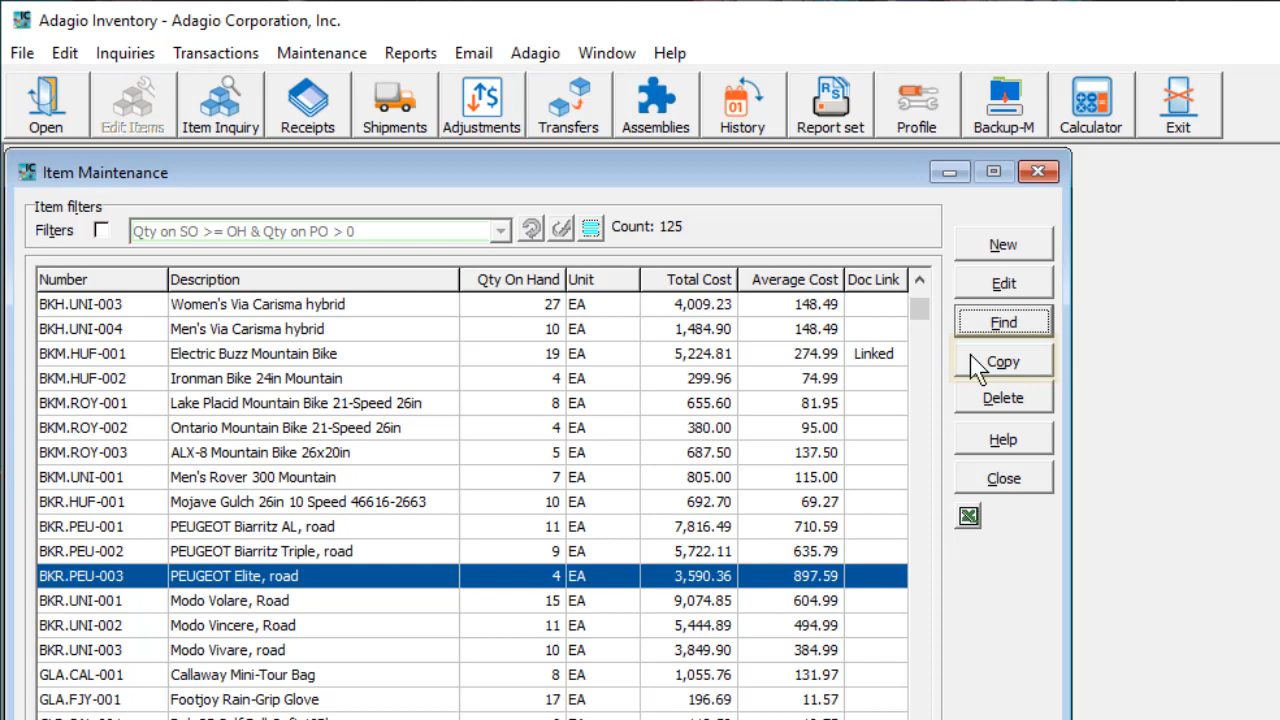 Adagio Inventory - Adagio Corporation, Inc.
File Edit Inquiries Transactions Maintenance Reports Email Adagio Window Help
Open Edit Items Item Inquiry Receipts Shipments Adjustments Transfers Assemblies History Report set Profile Backup-M Calculator Exit
Item Maintenance
Item filters
Filters Qty on SO >= OH & Qty on PO > 0 Count: 125
New
Edit
Find
Copy
Delete
Help
Close
Number Description Qty On Hand Unit Total Cost Average Cost Doc Link
BKH.UNI-003 Women's Via Carisma hybrid 27 EA 4,009.23 148.49
BKH.UNI-004 Men's Via Carisma hybrid 10 EA 1,484.90 148.49
BKM.HUF-001 Electric Buzz Mountain Bike 19 EA 5,224.81 274.99 Linked
BKM.HUF-002 Ironman Bike 24in Mountain 4 EA 299.96 74.99
BKM.ROY-001 Lake Placid Mountain Bike 21-Speed 26in 8 EA 655.60 81.95
BKM.ROY-002 Ontario Mountain Bike 21-Speed 26in 4 EA 380.00 95.00
BKM.ROY-003 ALX-8 Mountain Bike 26x20in 5 EA 687.50 137.50
BKM.UNI-001 Men's Rover 300 Mountain 7 EA 805.00 115.00
BKR.HUF-001 Mojave Gulch 26in 10 Speed 46616-2663 10 EA 692.70 69.27
BKR.PEU-001 PEUGEOT Biarritz AL, road 11 EA 7,816.49 710.59
BKR.PEU-002 PEUGEOT Biarritz Triple, road 9 EA 5,722.11 635.79
BKR.PEU-003 PEUGEOT Elite, road 4 EA 3,590.36 897.59
BKR.UNI-001 Modo Volare, Road 15 EA 9,074.85 604.99
BKR.UNI-002 Modo Vincere, Road 11 EA 5,444.89 494.99
BKR.UNI-003 Modo Vivare, road 10 EA 3,849.90 384.99
GLA.CAL-001 Callaway Mini-Tour Bag 8 EA 1,055.76 131.97
GLA.FJY-001 Footjoy Rain-Grip Glove 17 EA 196.69 11.57